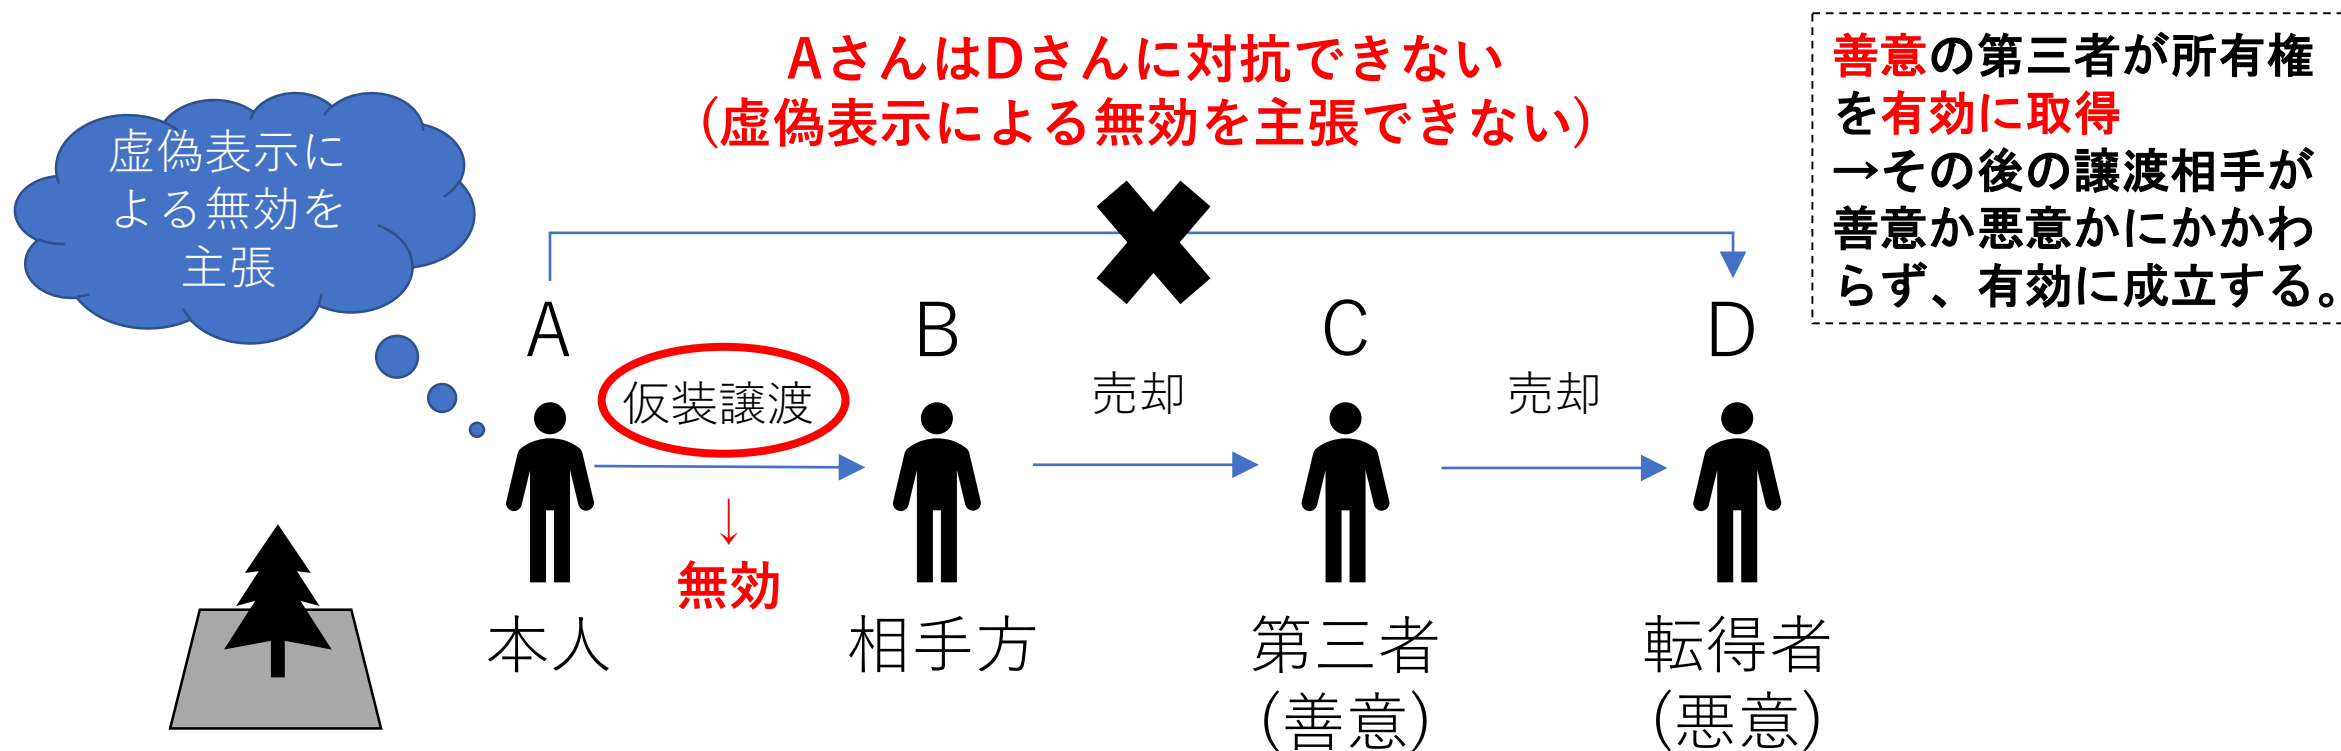 AさんはDさんに対抗できない
(虚偽表示による無効を主張できない)
善意の第三者が所有権
を有効に取得
→その後の譲渡相手が
善意か悪意かにかかわ
らず、有効に成立する。
虚偽表示に
よる無効を
主張
A
B
C
D
仮装譲渡
売却
売却
↓
無効
本人
相手方
第三者
(善意)
転得者
(悪意)